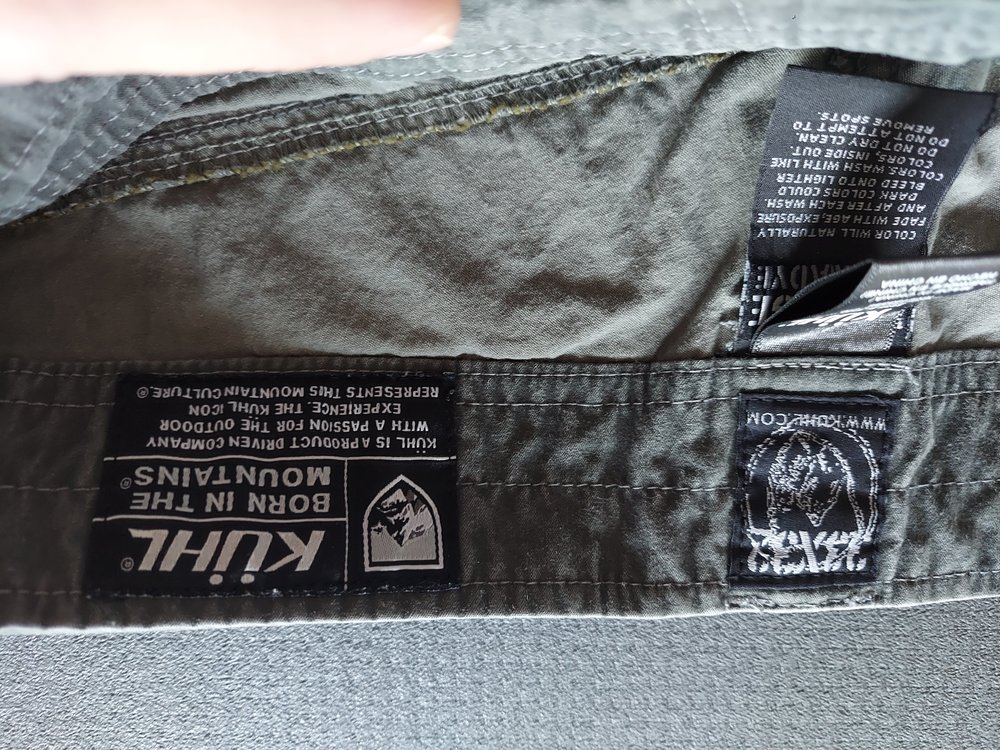 KÜHL®
BORN IN THE
MOUNTAINS®
KÜHL IS A PRODUCT DRIVEN COMPANY
WITH A PASSION FOR THE OUTDOOR
EXPERIENCE. THE KUHL ICON
REPRESENTS THIS MOUNTAIN CULTURE.®
32X32
WWW.KUHL.COM
KÜHL
COLOR WILL NATURALLY
FADE WITH AGE, EXPOSURE
AND AFTER EACH WASH.
DARK COLORS COULD
BLEED ONTO LIGHTER
COLORS. WASH WITH LIKE
COLORS, INSIDE OUT.
DO NOT DRY CLEAN.
DO NOT ATTEMPT TO
REMOVE SPOTS.